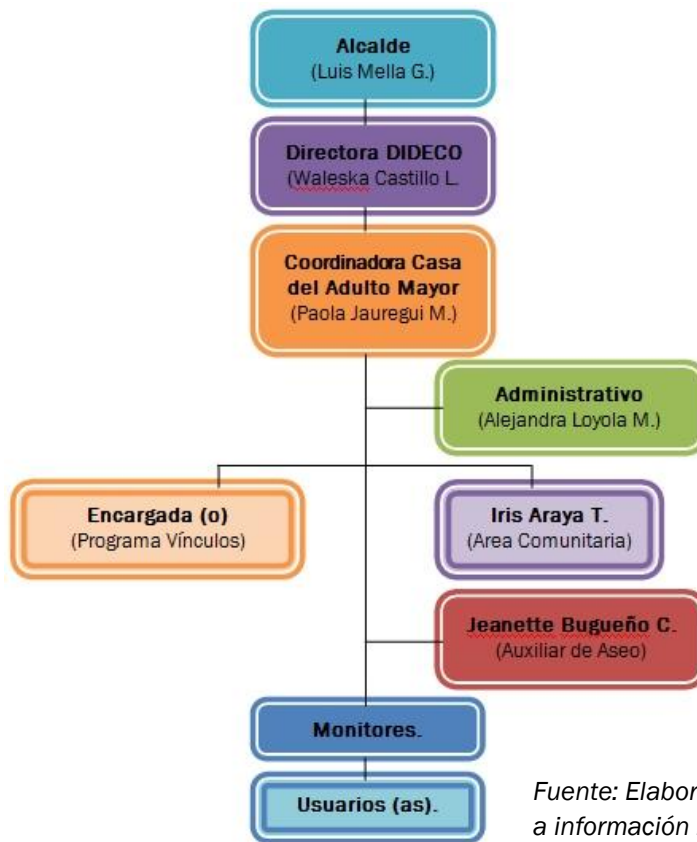 Alcalde
(Luis Mella G.)
Directora DIDECO
(Waleska Castillo L.
Coordinadora Casa
del Adulto Mayor
(Paola Jauregui M.)
Administrativo
(Alejandra Loyola M.)
Encargada (o)
(Programa Vínculos)
Iris Araya T.
(Area Comunitaria)
Jeanette Bugueño C.
(Auxiliar de Aseo)
Monitores.
Usuarios (as).
Fuente: Elabor
a información